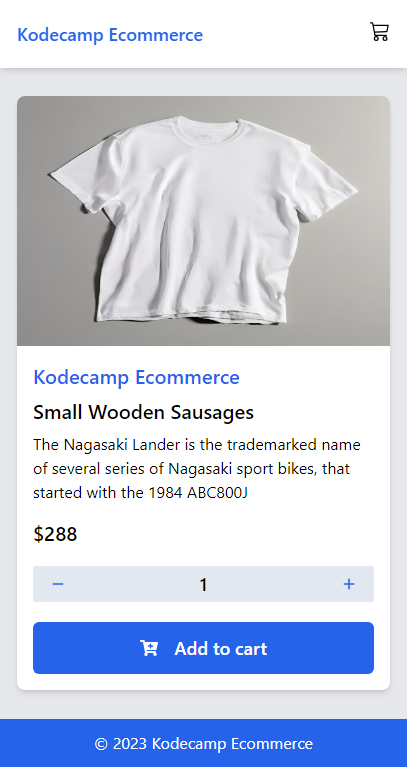 Kodecamp Ecommerce
Kodecamp Ecommerce
Small Wooden Sausages
The Nagasaki Lander is the trademarked name
of several series of Nagasaki sport bikes, that
started with the 1984 ABC800J
$288
− 1 +
Add to cart
© 2023 Kodecamp Ecommerce